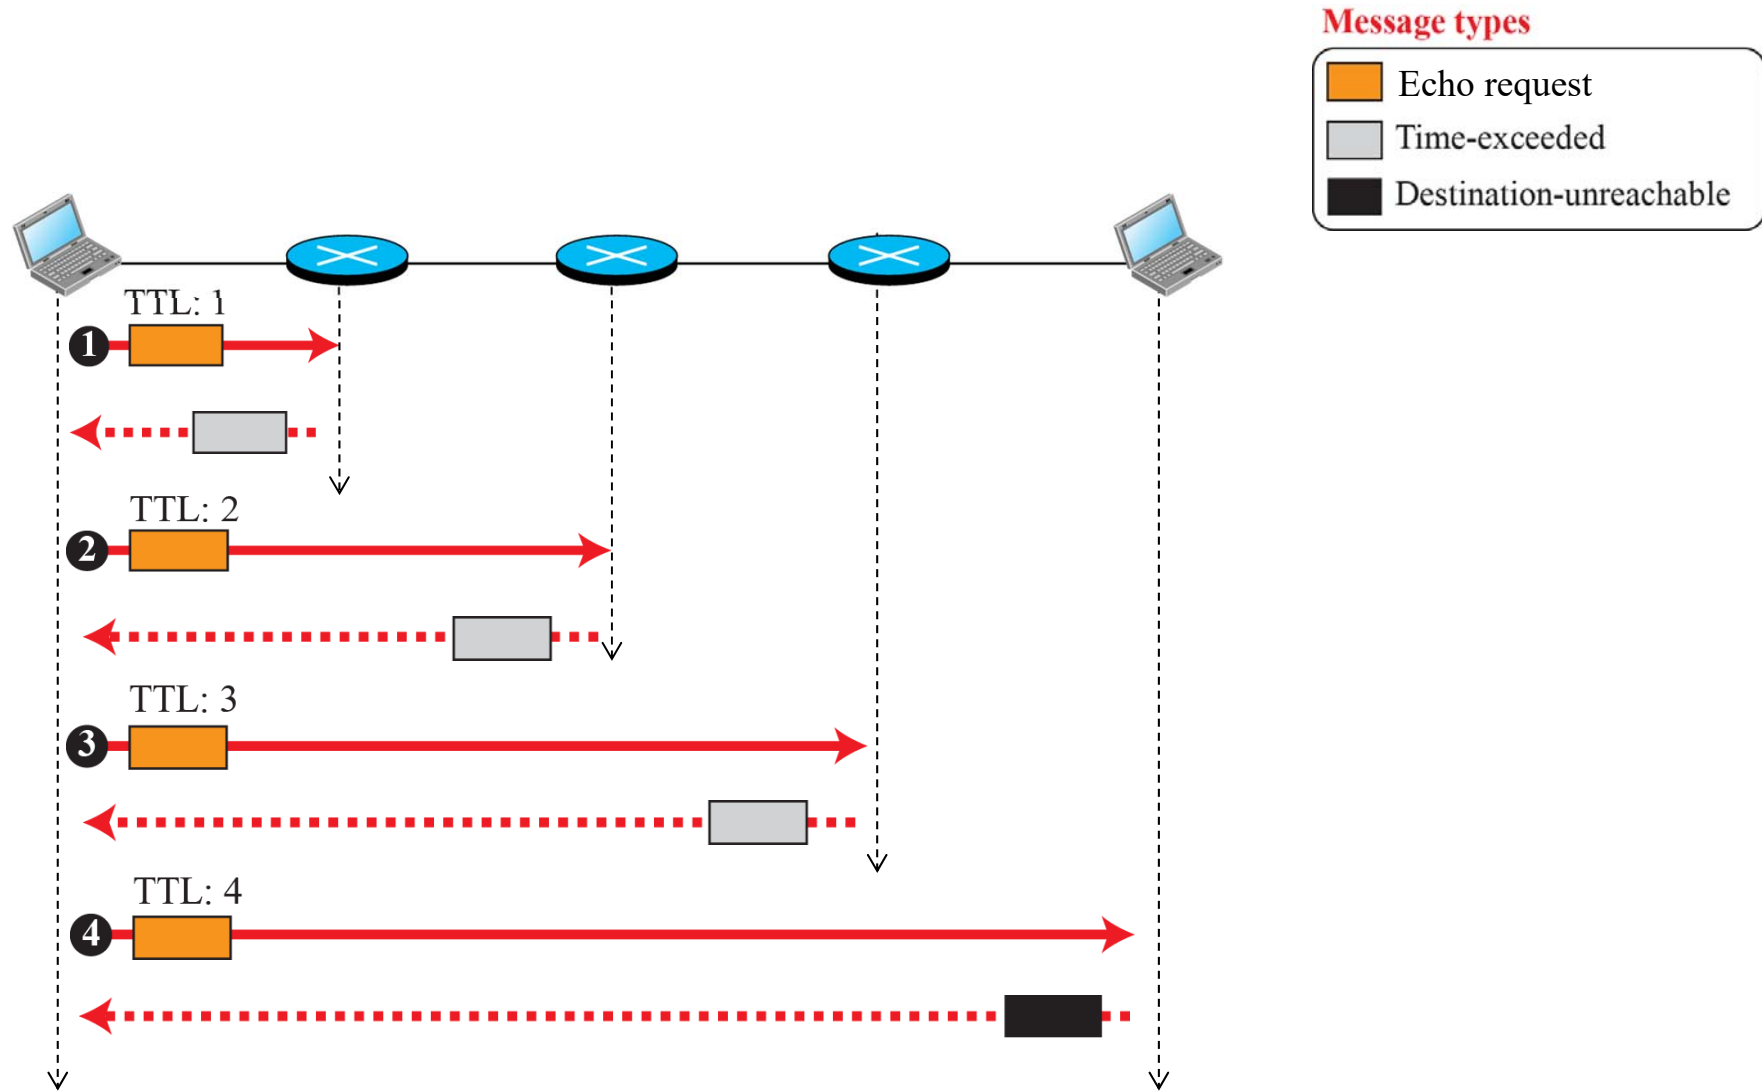 Message types
Echo request
Time-exceeded
Destination-unreachable
TTL: 1
1
TTL: 2
2
TTL: 3
3
TTL: 4
4